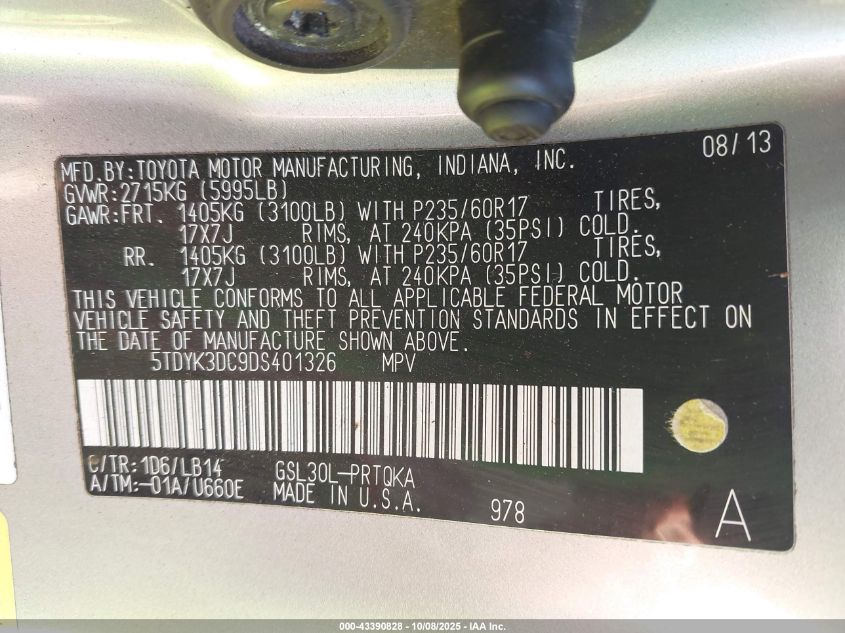 08/13
MFD.BY:TOYOTA MOTOR MANUFACTURING, INDIANA, INC.
GVWR:2715KG (5995LB)
GAWR:FRT. 1405KG (3100LB) WITH P235/60R17 TIRES,
17X7J RIMS, AT 240KPA (35PSI) COLD.
RR. 1405KG (3100LB) WITH P235/60R17 TIRES,
17X7J RIMS, AT 240KPA (35PSI) COLD.
THIS VEHICLE CONFORMS TO ALL APPLICABLE FEDERAL MOTOR
VEHICLE SAFETY AND THEFT PREVENTION STANDARDS IN EFFECT ON
THE DATE OF MANUFACTURE SHOWN ABOVE.
5TDYK3DC9DS401326 MPV
C/TR:1D6/LB14 GSL30L-PRTQKA
A/TM:-01A/U660E MADE IN U.S.A.
978
A
000-43390828 - 10/08/2025 - IAA Inc.